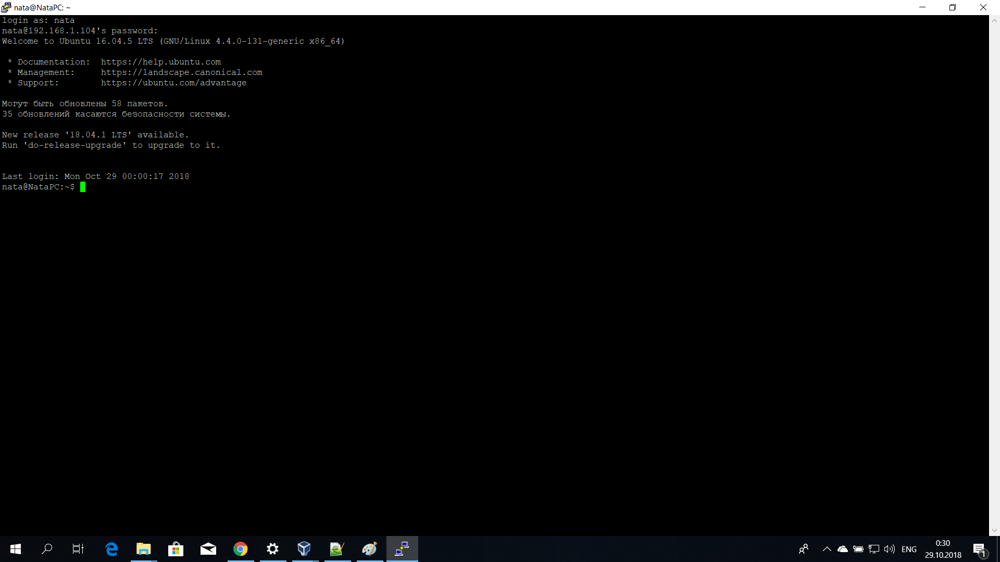 nata@NataPC: ~
login as: nata
nata@192.168.1.104's password:
Welcome to Ubuntu 16.04.5 LTS (GNU/Linux 4.4.0-131-generic x86_64)
* Documentation:  https://help.ubuntu.com
* Management:     https://landscape.canonical.com
* Support:        https://ubuntu.com/advantage
Могут быть обновлены 58 пакетов.
35 обновлений касаются безопасности системы.
New release '18.04.1 LTS' available.
Run 'do-release-upgrade' to upgrade to it.
Last login: Mon Oct 29 00:00:17 2018
nata@NataPC:~$
ENG
0:30
29.10.2018
1